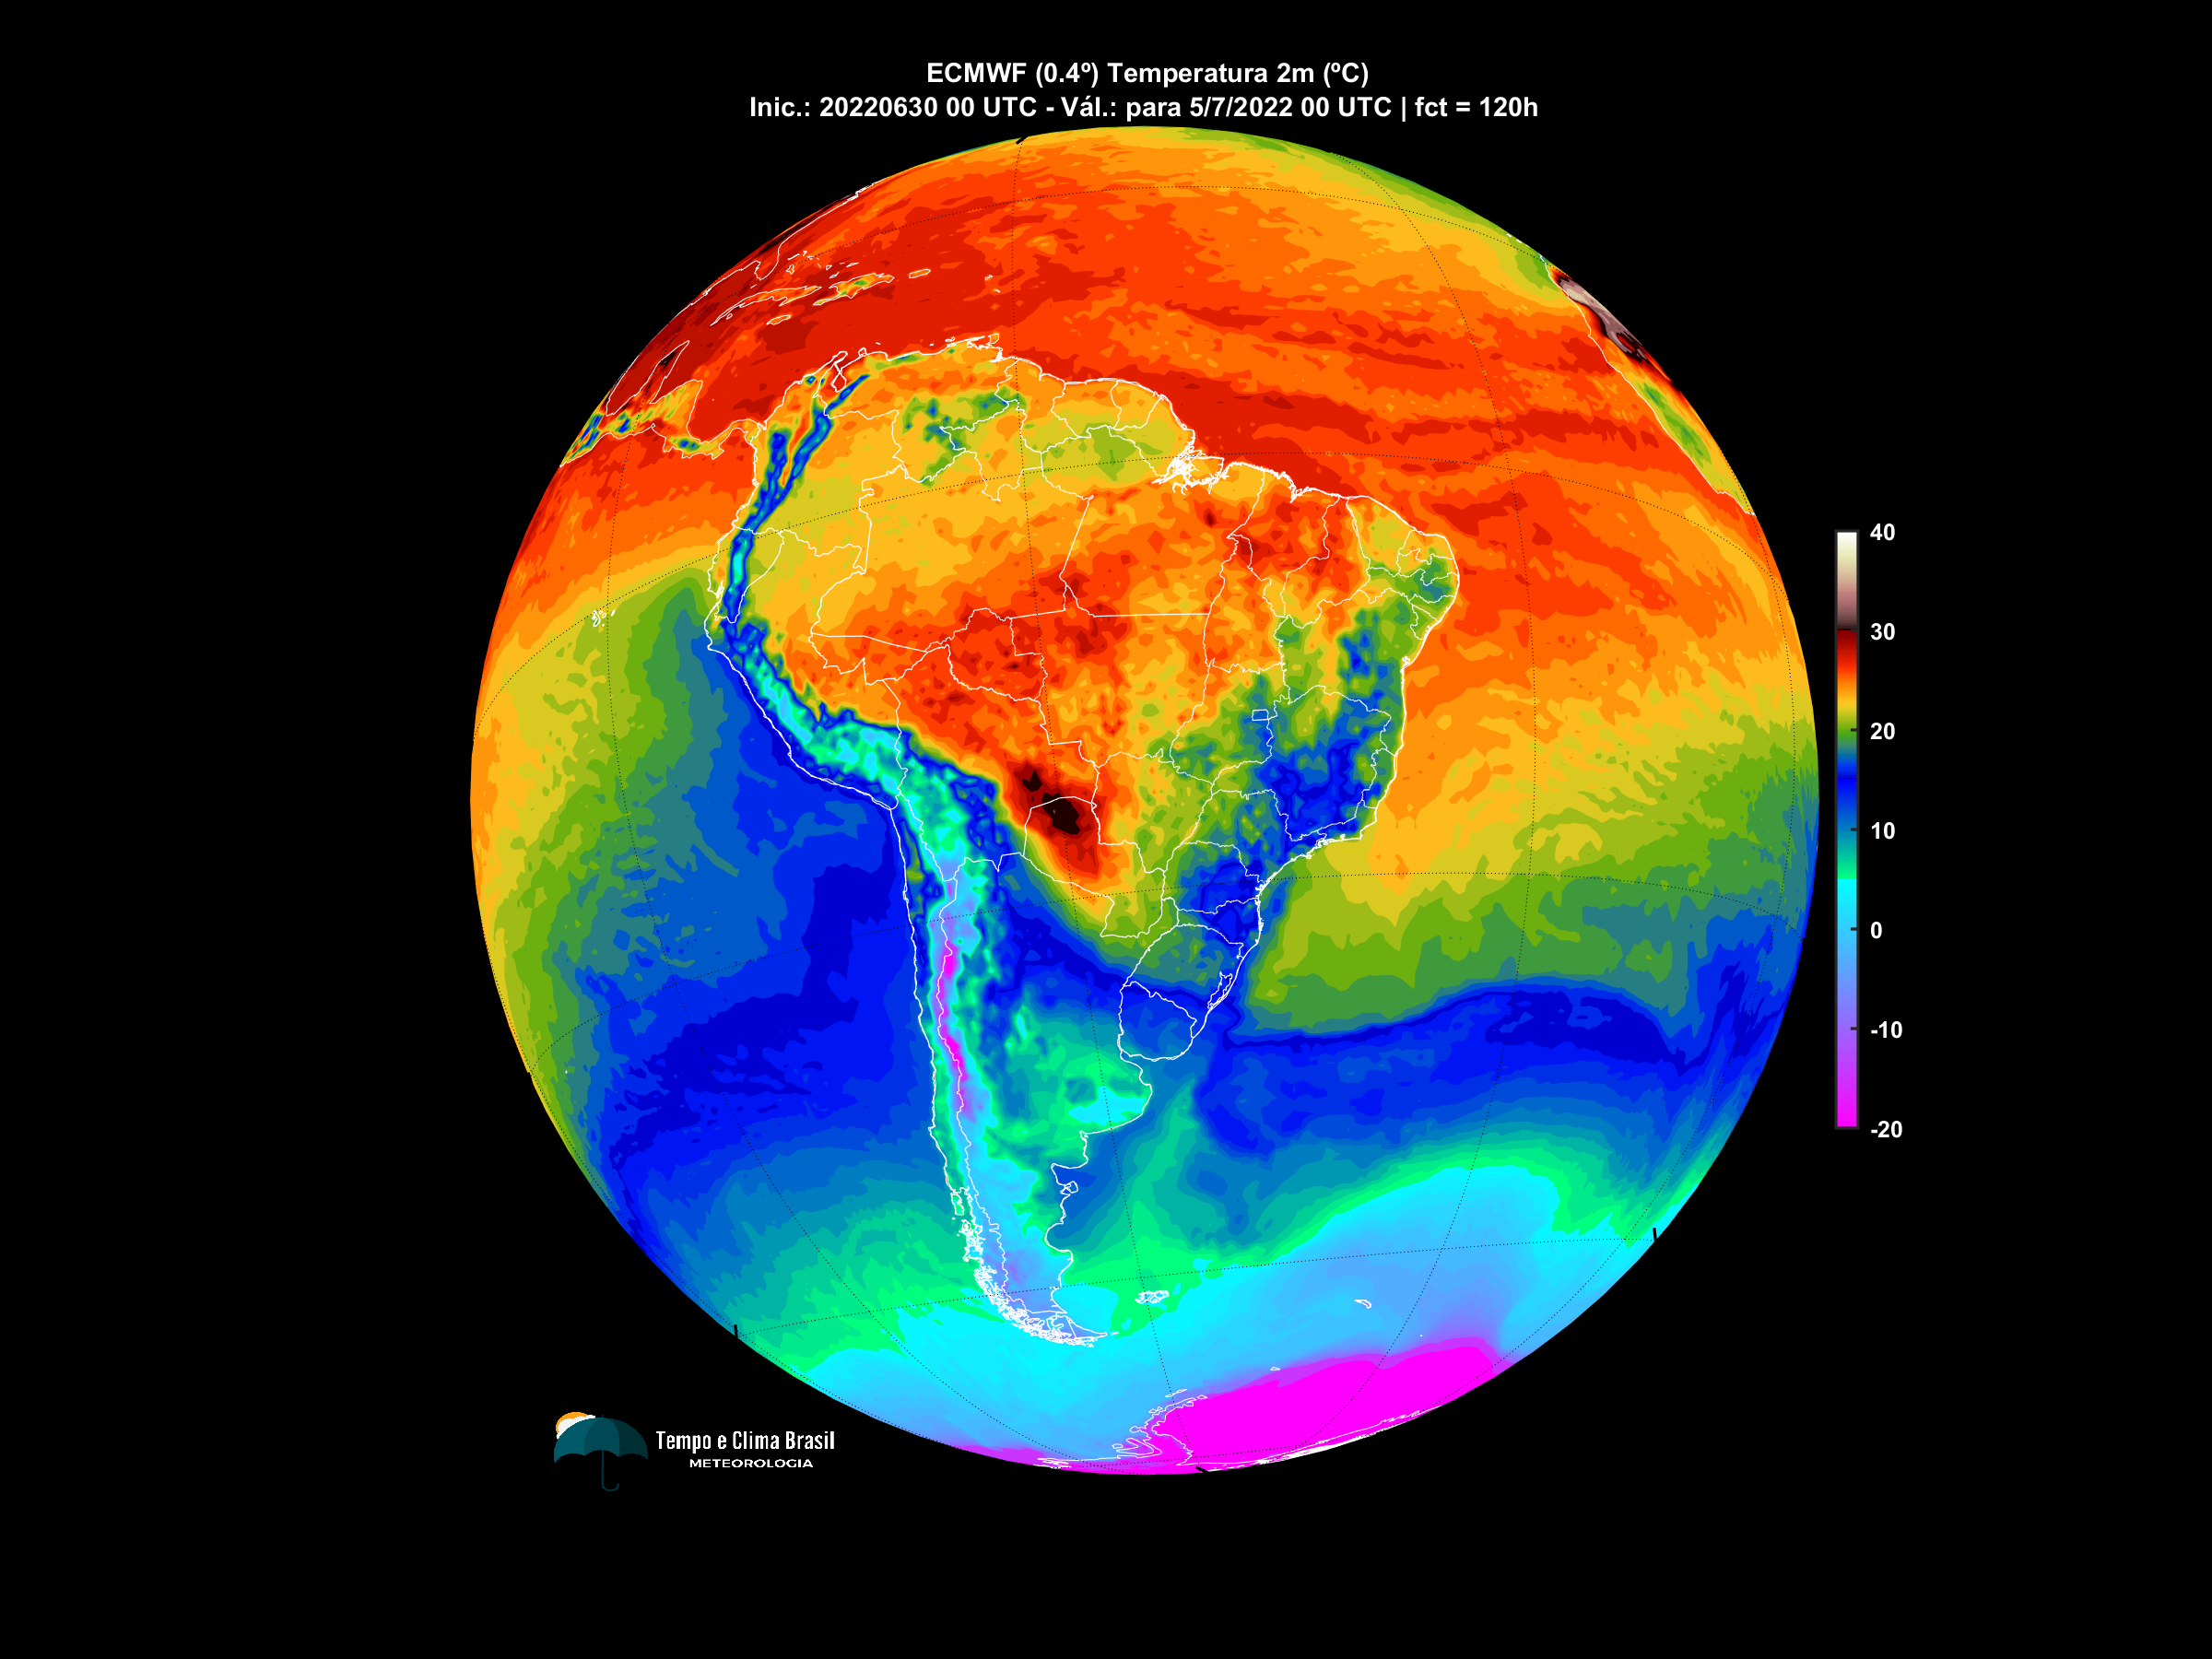 ECMWF (0.4º) Temperatura 2m (ºC)
Inic.: 20220630 00 UTC - Vál.: para 5/7/2022 00 UTC | fct = 120h
40
30
20
10
0
-10
-20
Tempo e Clima Brasil
METEOROLOGIA